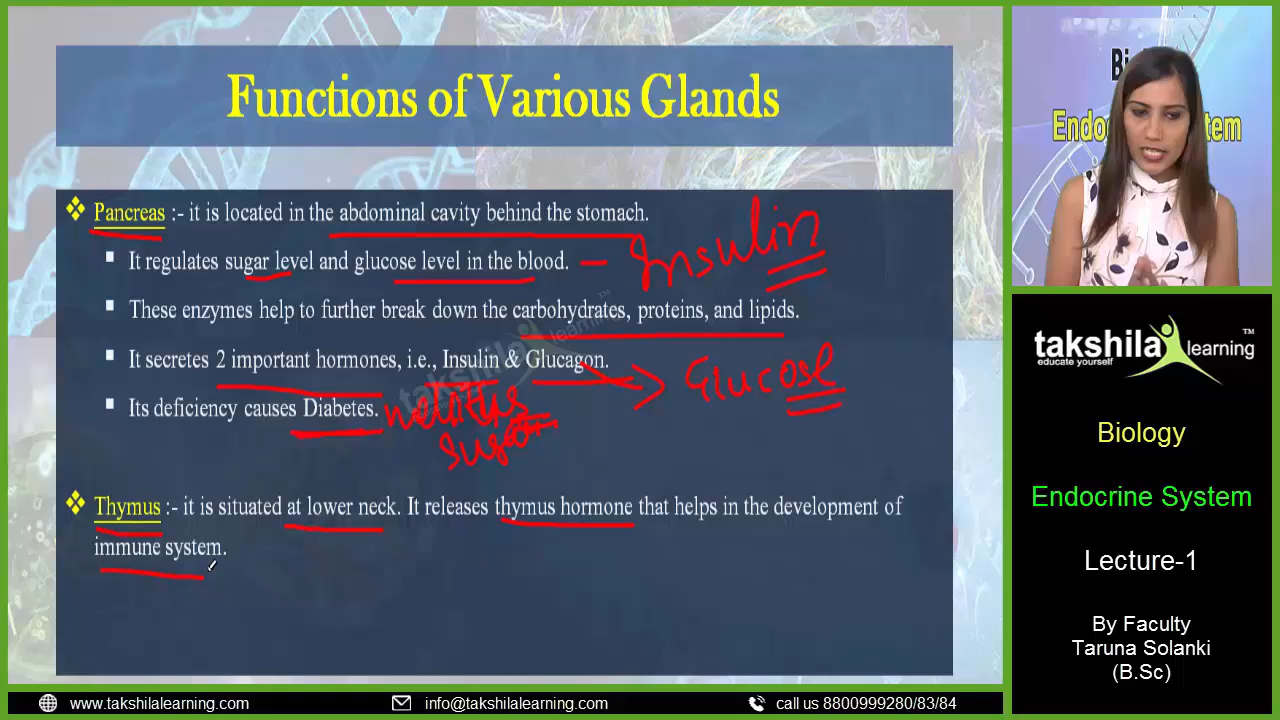 Functions of Various Glands
❖ Pancreas :- it is located in the abdominal cavity behind the stomach.
▪ It regulates sugar level and glucose level in the blood. – Insulin
▪ These enzymes help to further break down the carbohydrates, proteins, and lipids.
▪ It secretes 2 important hormones, i.e., Insulin & Glucagon. → Glucose
▪ Its deficiency causes Diabetes. mellitus
❖ Thymus :- it is situated at lower neck. It releases thymus hormone that helps in the development of
immune system.
Endoc em
takshila learning ™
educate yourself
Biology
Endocrine System
Lecture-1
By Faculty
Taruna Solanki
(B.Sc)
www.takshilalearning.com
info@takshilalearning.com
call us 8800999280/83/84